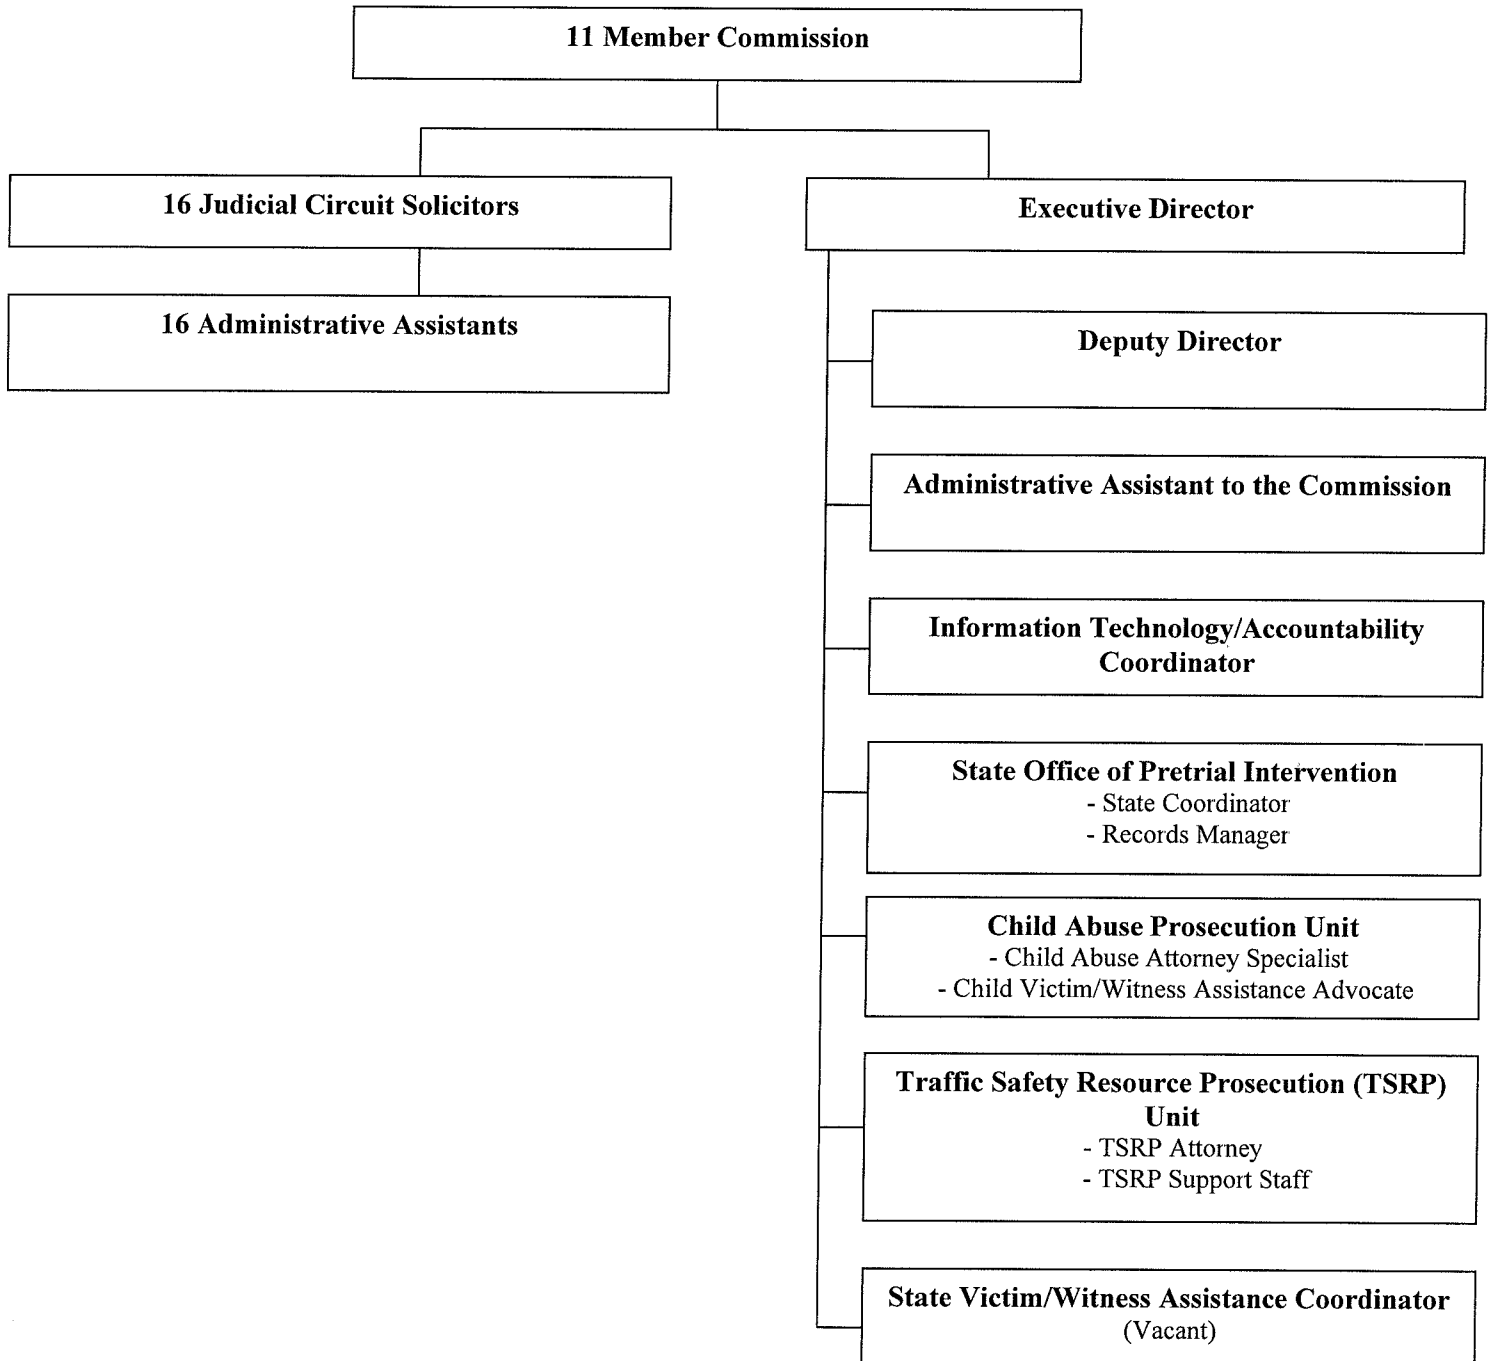 11 Member Commission
16 Judicial Circuit Solicitors
Executive Director
16 Administrative Assistants
Deputy Director
Administrative Assistant to the Commission
Information Technology/Accountability
Coordinator
State Office of Pretrial Intervention
- State Coordinator
- Records Manager
Child Abuse Prosecution Unit
- Child Abuse Attorney Specialist
- Child Victim/Witness Assistance Advocate
Traffic Safety Resource Prosecution (TSRP)
Unit
- TSRP Attorney
- TSRP Support Staff
State Victim/Witness Assistance Coordinator
(Vacant)